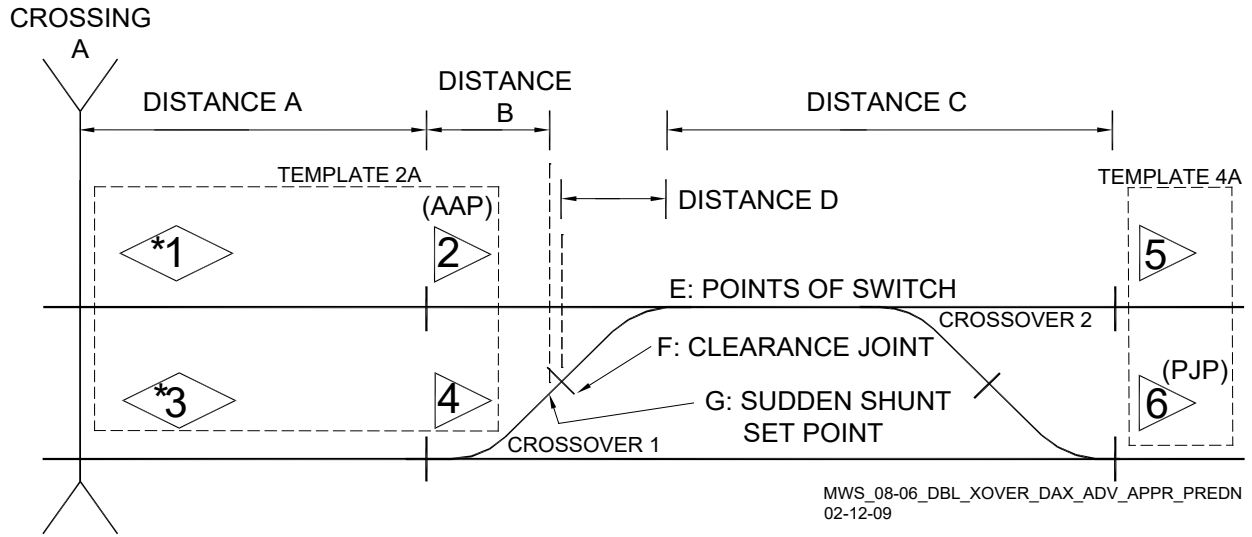 CROSSING
A
DISTANCE A
DISTANCE
B
DISTANCE C
TEMPLATE 2A
TEMPLATE 4A
(AAP)
DISTANCE D
*1
2
5
E: POINTS OF SWITCH
CROSSOVER 2
F: CLEARANCE JOINT
(PJP)
*3
4
6
G: SUDDEN SHUNT
SET POINT
CROSSOVER 1
MWS_08-06_DBL_XOVER_DAX_ADV_APPR_PREDN
02-12-09